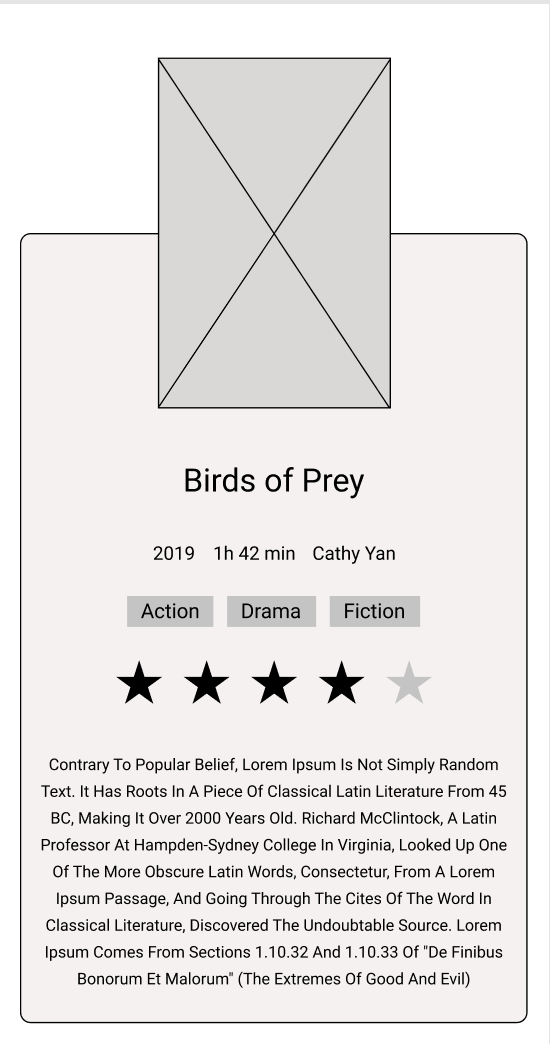 Birds of Prey
2019 1h 42 min Cathy Yan
Action Drama Fiction
Contrary To Popular Belief, Lorem Ipsum Is Not Simply Random
Text. It Has Roots In A Piece Of Classical Latin Literature From 45
BC, Making It Over 2000 Years Old. Richard McClintock, A Latin
Professor At Hampden-Sydney College In Virginia, Looked Up One
Of The More Obscure Latin Words, Consectetur, From A Lorem
Ipsum Passage, And Going Through The Cites Of The Word In
Classical Literature, Discovered The Undoubtable Source. Lorem
Ipsum Comes From Sections 1.10.32 And 1.10.33 Of "De Finibus
Bonorum Et Malorum" (The Extremes Of Good And Evil)